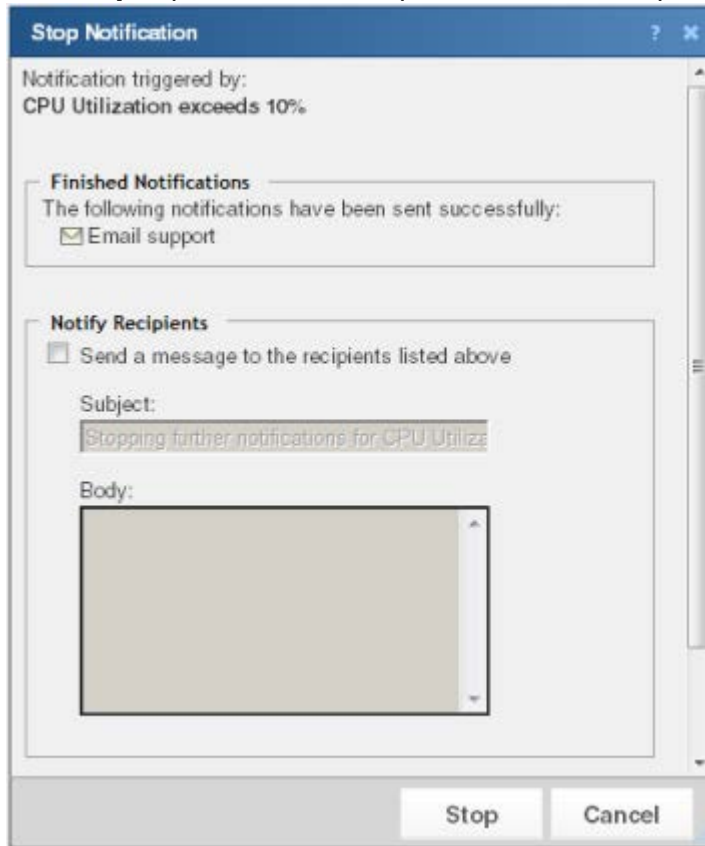 Stop Notification ?
Notification triggered by:
CPU Utilization exceeds 10%
Finished Notifications
The following notifications have been sent successfully:
Email support
Notify Recipients
Send a message to the recipients listed above
Subject:
Stopping further notifications for CPU Utiliza
Body:
Stop Cancel